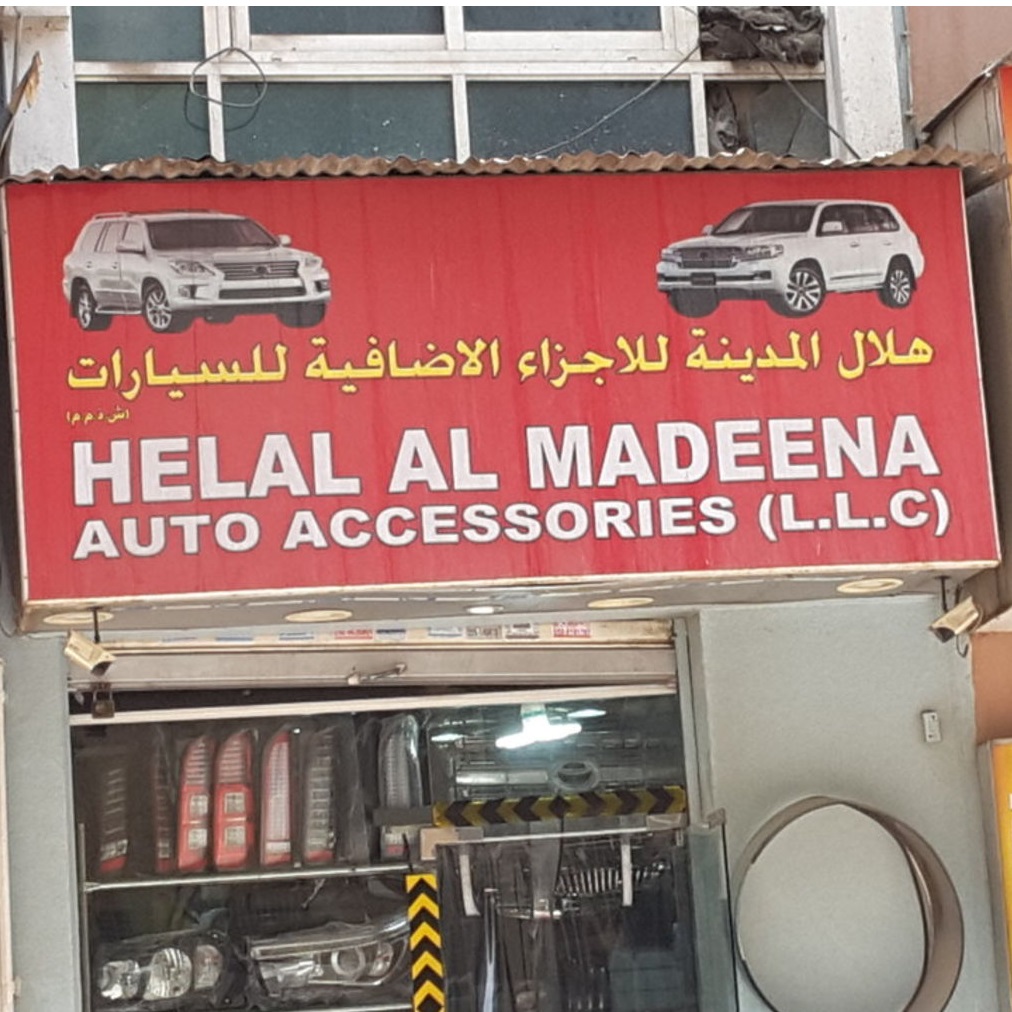 هلال المدينة للاجزاء الاضافية للسيارات
(ش.ذ.م.م)
HELAL AL MADEENA
AUTO ACCESSORIES (L.L.C)